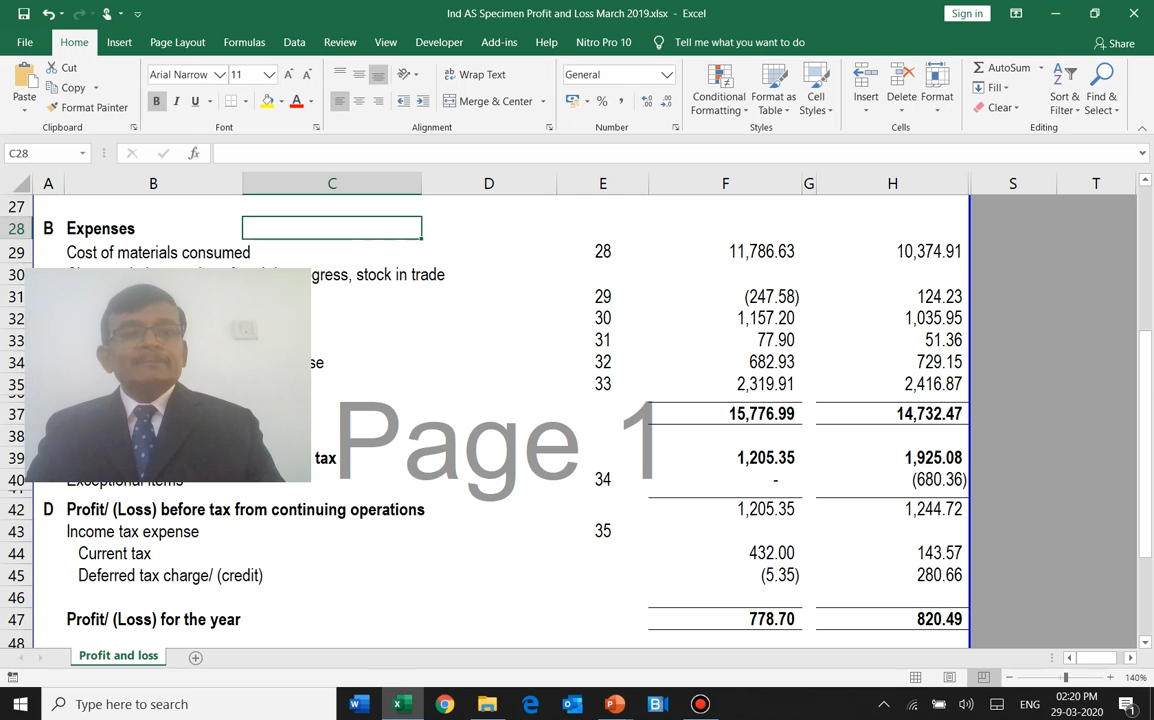 Ind AS Specimen Profit and Loss March 2019.xlsx - Excel
Sign in
File Home Insert Page Layout Formulas Data Review View Developer Add-ins Help Nitro Pro 10 Tell me what you want to do Share
Paste
Cut
Copy
Format Painter
Clipboard
Arial Narrow 11
B I U
Font
Wrap Text
Merge & Center
Alignment
General
Number
Conditional Formatting
Format as Table
Cell Styles
Styles
Insert Delete Format
Cells
AutoSum
Fill
Clear
Sort & Filter
Find & Select
Editing
C28
fx
A B C D E F G H S T
27
28 B Expenses
29 Cost of materials consumed 28 11,786.63 10,374.91
30 gress, stock in trade
31 29 (247.58) 124.23
32 30 1,157.20 1,035.95
33 31 77.90 51.36
34 se 32 682.93 729.15
35 33 2,319.91 2,416.87
37 15,776.99 14,732.47
Page 1
38
39 tax 1,205.35 1,925.08
40 Exceptional items 34 - (680.36)
42 D Profit/ (Loss) before tax from continuing operations 1,205.35 1,244.72
43 Income tax expense 35
44 Current tax 432.00 143.57
45 Deferred tax charge/ (credit) (5.35) 280.66
46
47 Profit/ (Loss) for the year 778.70 820.49
48
Profit and loss
140%
Type here to search
ENG
02:20 PM
29-03-2020
1